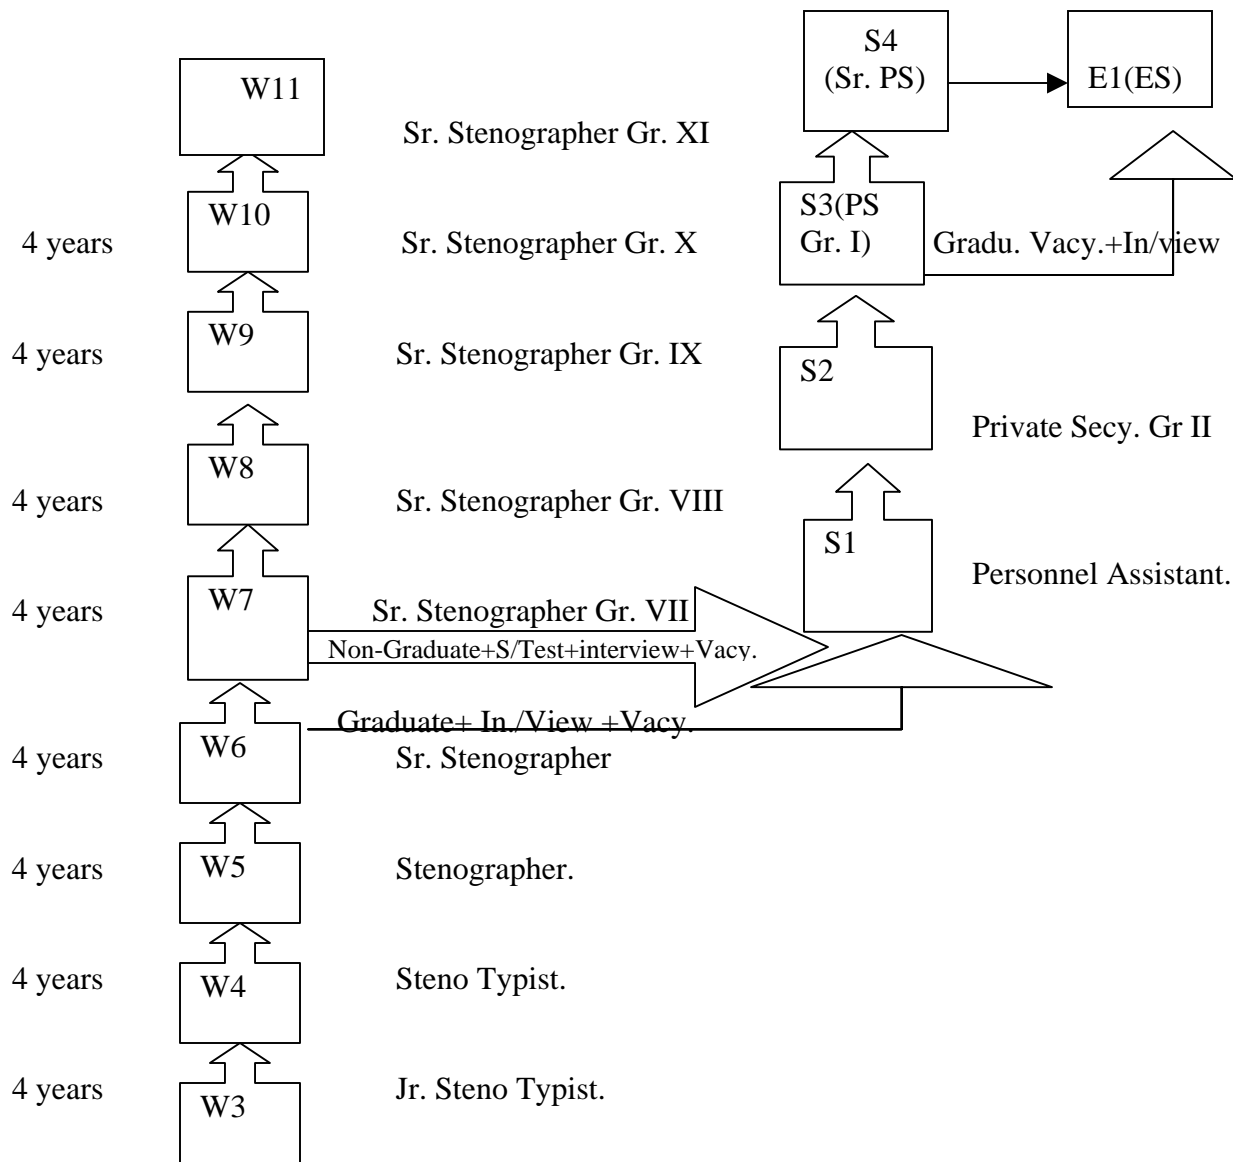 S4
(Sr. PS)
E1(ES)
W11
Sr. Stenographer Gr. XI
W10
S3(PS
Gr. I)
4 years
Sr. Stenographer Gr. X
Gradu. Vacy.+In/view
W9
4 years
Sr. Stenographer Gr. IX
S2
Private Secy. Gr II
W8
4 years
Sr. Stenographer Gr. VIII
S1
Personnel Assistant.
W7
4 years
Sr. Stenographer Gr. VII
Non-Graduate+S/Test+interview+Vacy.
Graduate+ In./View +Vacy.
W6
4 years
Sr. Stenographer
W5
4 years
Stenographer.
W4
4 years
Steno Typist.
W3
4 years
Jr. Steno Typist.